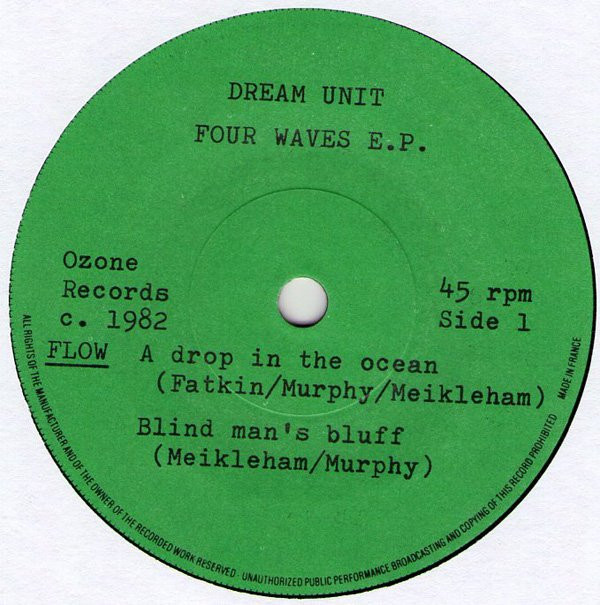 DREAM UNIT
FOUR WAVES E.P.
Ozone
Records
c. 1982
45 rpm
Side 1
FLOW A drop in the ocean
(Fatkin/Murphy/Meikleham)
Blind man's bluff
(Meikleham/Murphy)
ALL RIGHTS OF THE MANUFACTURER AND OF THE OWNER OF THE RECORDED WORK RESERVED - UNAUTHORIZED PUBLIC PERFORMANCE BROADCASTING AND COPYING OF THIS RECORD PROHIBITED
MADE IN FRANCE